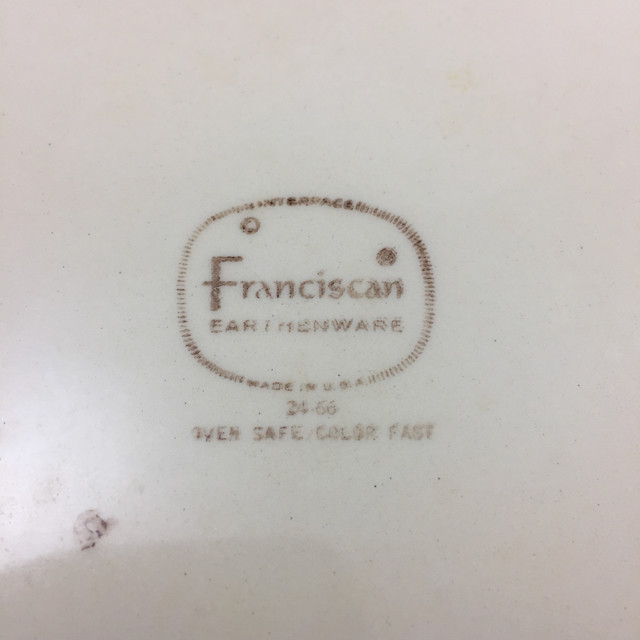 INTERPACE
Franciscan
EARTHENWARE
MADE IN U.S.A.
24-66
OVEN SAFE/COLOR FAST